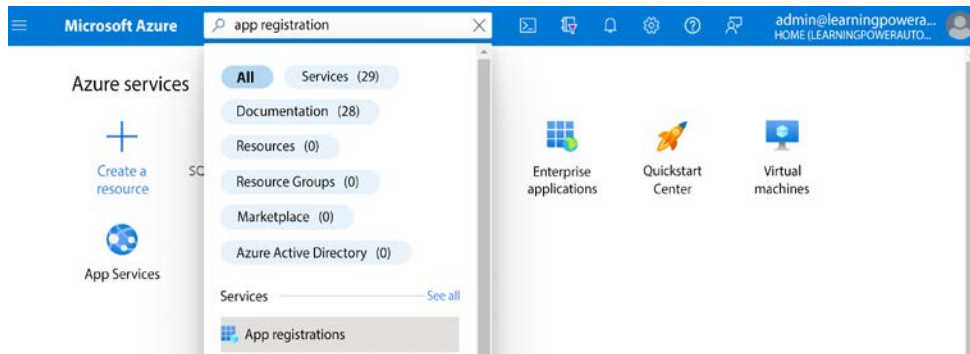 Microsoft Azure
app registration
admin@learningpowera...
HOME (LEARNINGPOWERAUTO...
Azure services
All
Services (29)
Documentation (28)
Resources (0)
Resource Groups (0)
Marketplace (0)
Azure Active Directory (0)
Services
See all
App registrations
Create a
resource
SC
Enterprise
applications
Quickstart
Center
Virtual
machines
App Services